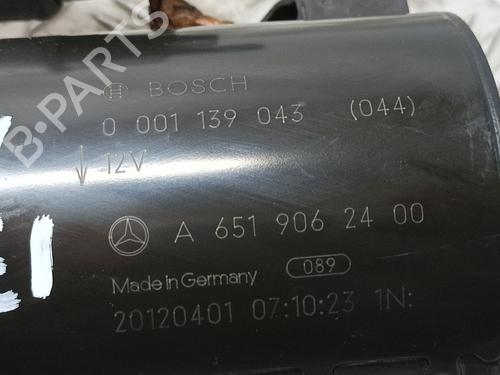 BOSCH
0 001 139 043 (044)
12V
A 651 906 24 00
Made in Germany 089
20120401 07:10:23 1N:
B-PARTS